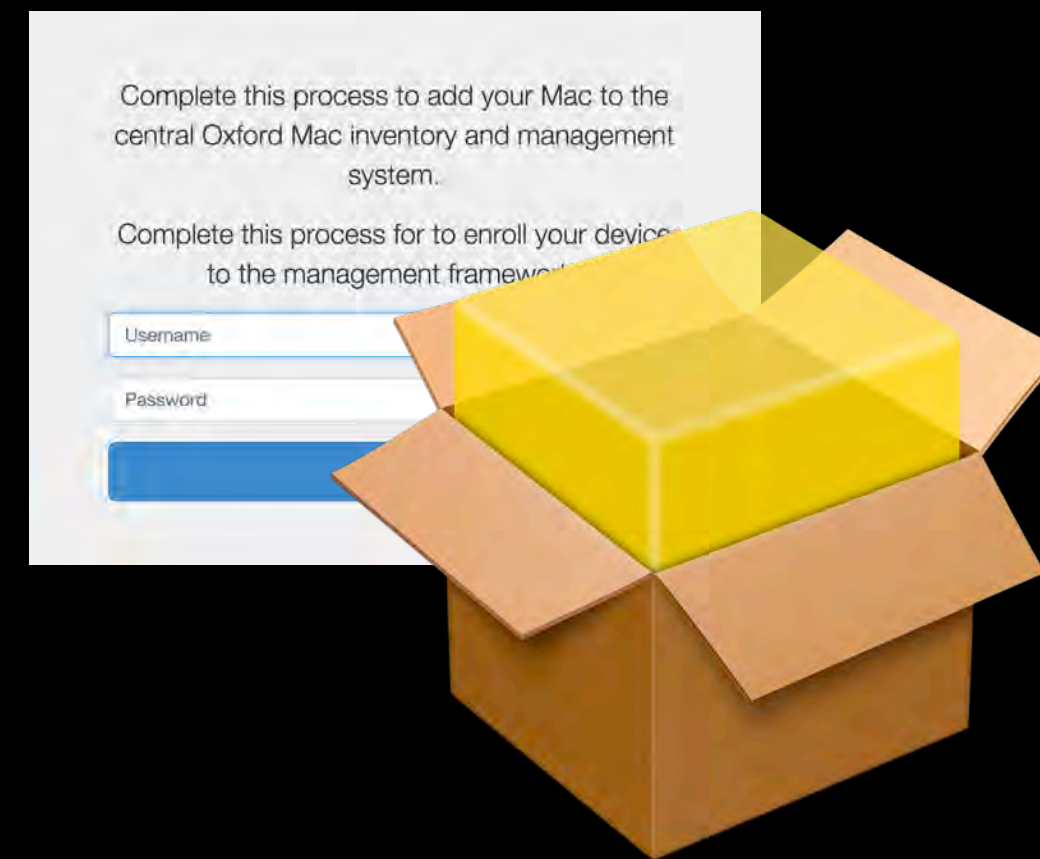 Complete this process to add your Mac to the
central Oxford Mac inventory and management
system.
Complete this process for to enroll your device
to the management
Username
Password